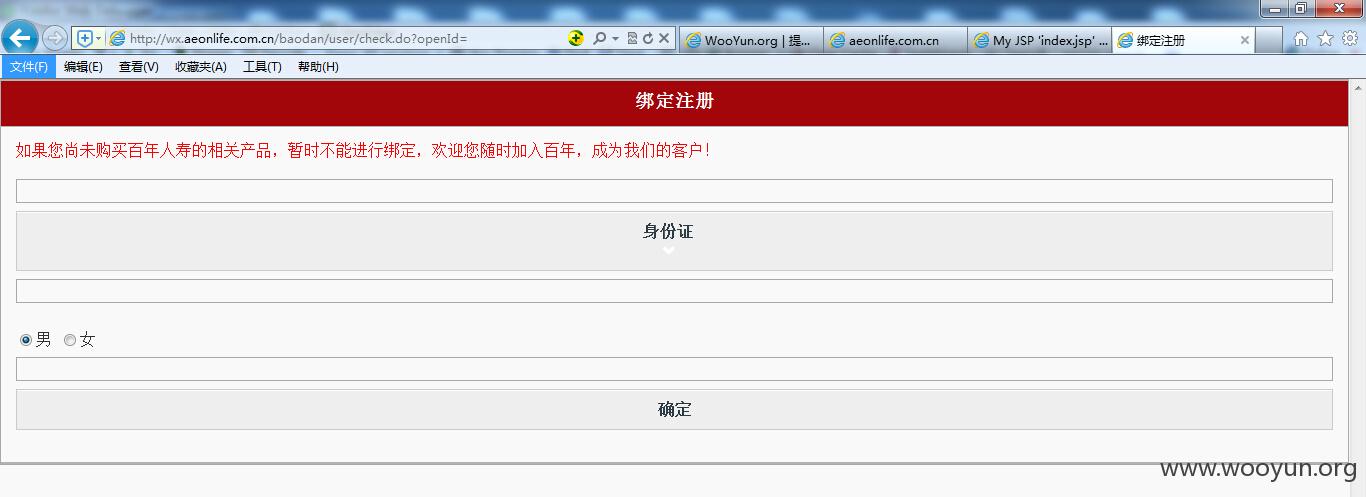 http://wx.aeonlife.com.cn/baodan/user/check.do?openId=
WooYun.org | 提...
aeonlife.com.cn
My JSP 'index.jsp' ...
绑定注册
文件(F) 编辑(E) 查看(V) 收藏夹(A) 工具(T) 帮助(H)
绑定注册
如果您尚未购买百年人寿的相关产品，暂时不能进行绑定，欢迎您随时加入百年，成为我们的客户！
身份证
男 女
确定
www.wooyun.org